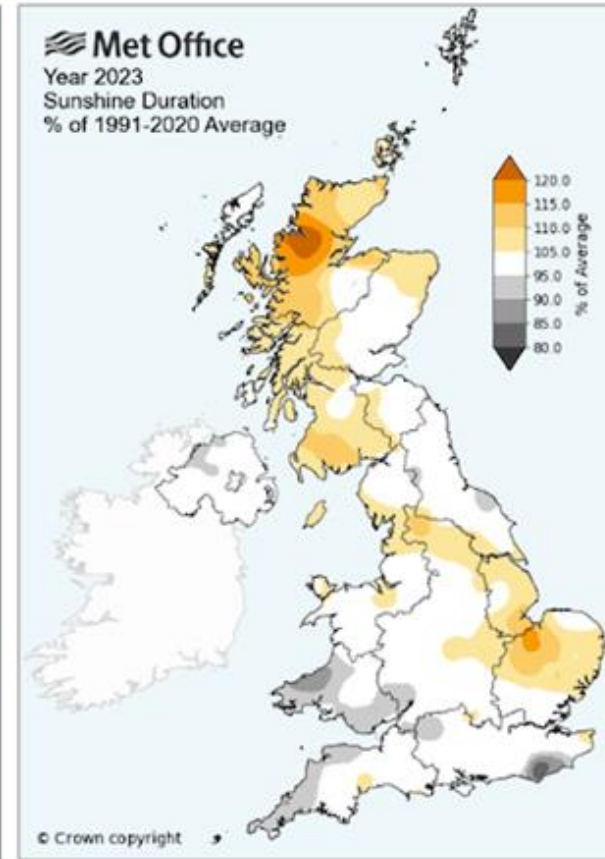 Met Office
Year 2023
Sunshine Duration
% of 1991-2020 Average
120.0
115.0
110.0
105.0
95.0
90.0
85.0
80.0
% of Average
© Crown copyright